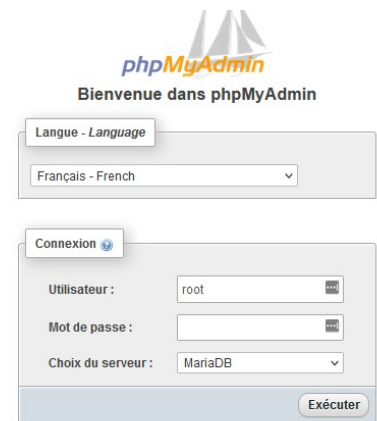 phpMyAdmin
Bienvenue dans phpMyAdmin
Langue - Language
Français - French
Connexion
Utilisateur :
root
Mot de passe :
Choix du serveur :
MariaDB
Exécuter